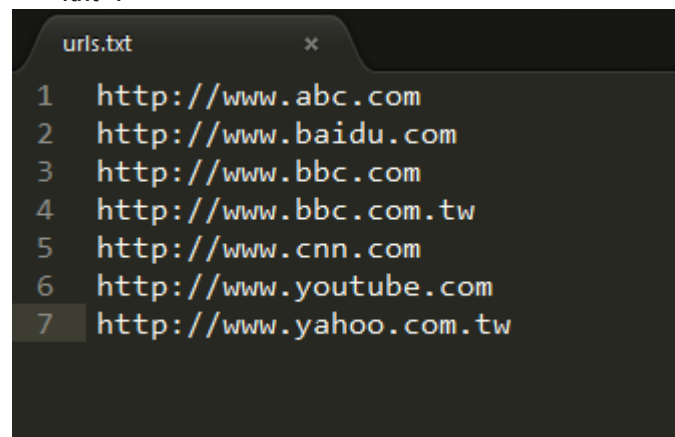 urls.txt ×
1 http://www.abc.com
2 http://www.baidu.com
3 http://www.bbc.com
4 http://www.bbc.com.tw
5 http://www.cnn.com
6 http://www.youtube.com
7 http://www.yahoo.com.tw